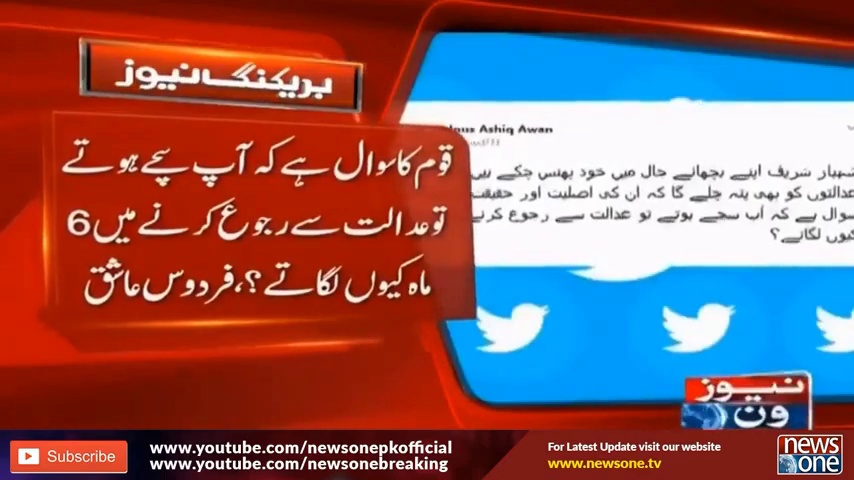 بریکنگ نیوز
قوم کا سوال ہے کہ آپ سچے ہوتے
تو عدالت سے رجوع کرنے میں 6
ماہ کیوں لگاتے؟، فردوس عاشق
Ashiq Awan
شہباز شریف اپنے بچھائے جال میں خود پھنس چکے ہیں
عدالتوں کو بھی پتہ چلے گا کہ ان کی اصلیت اور حقیقت
سوال ہے کہ آپ سچے ہوتے تو عدالت سے رجوع کرنے
کیوں لگاتے؟
نیوز
ون
Subscribe
www.youtube.com/newsonepkofficial
www.youtube.com/newsonebreaking
For Latest Update visit our website
www.newsone.tv
news
one